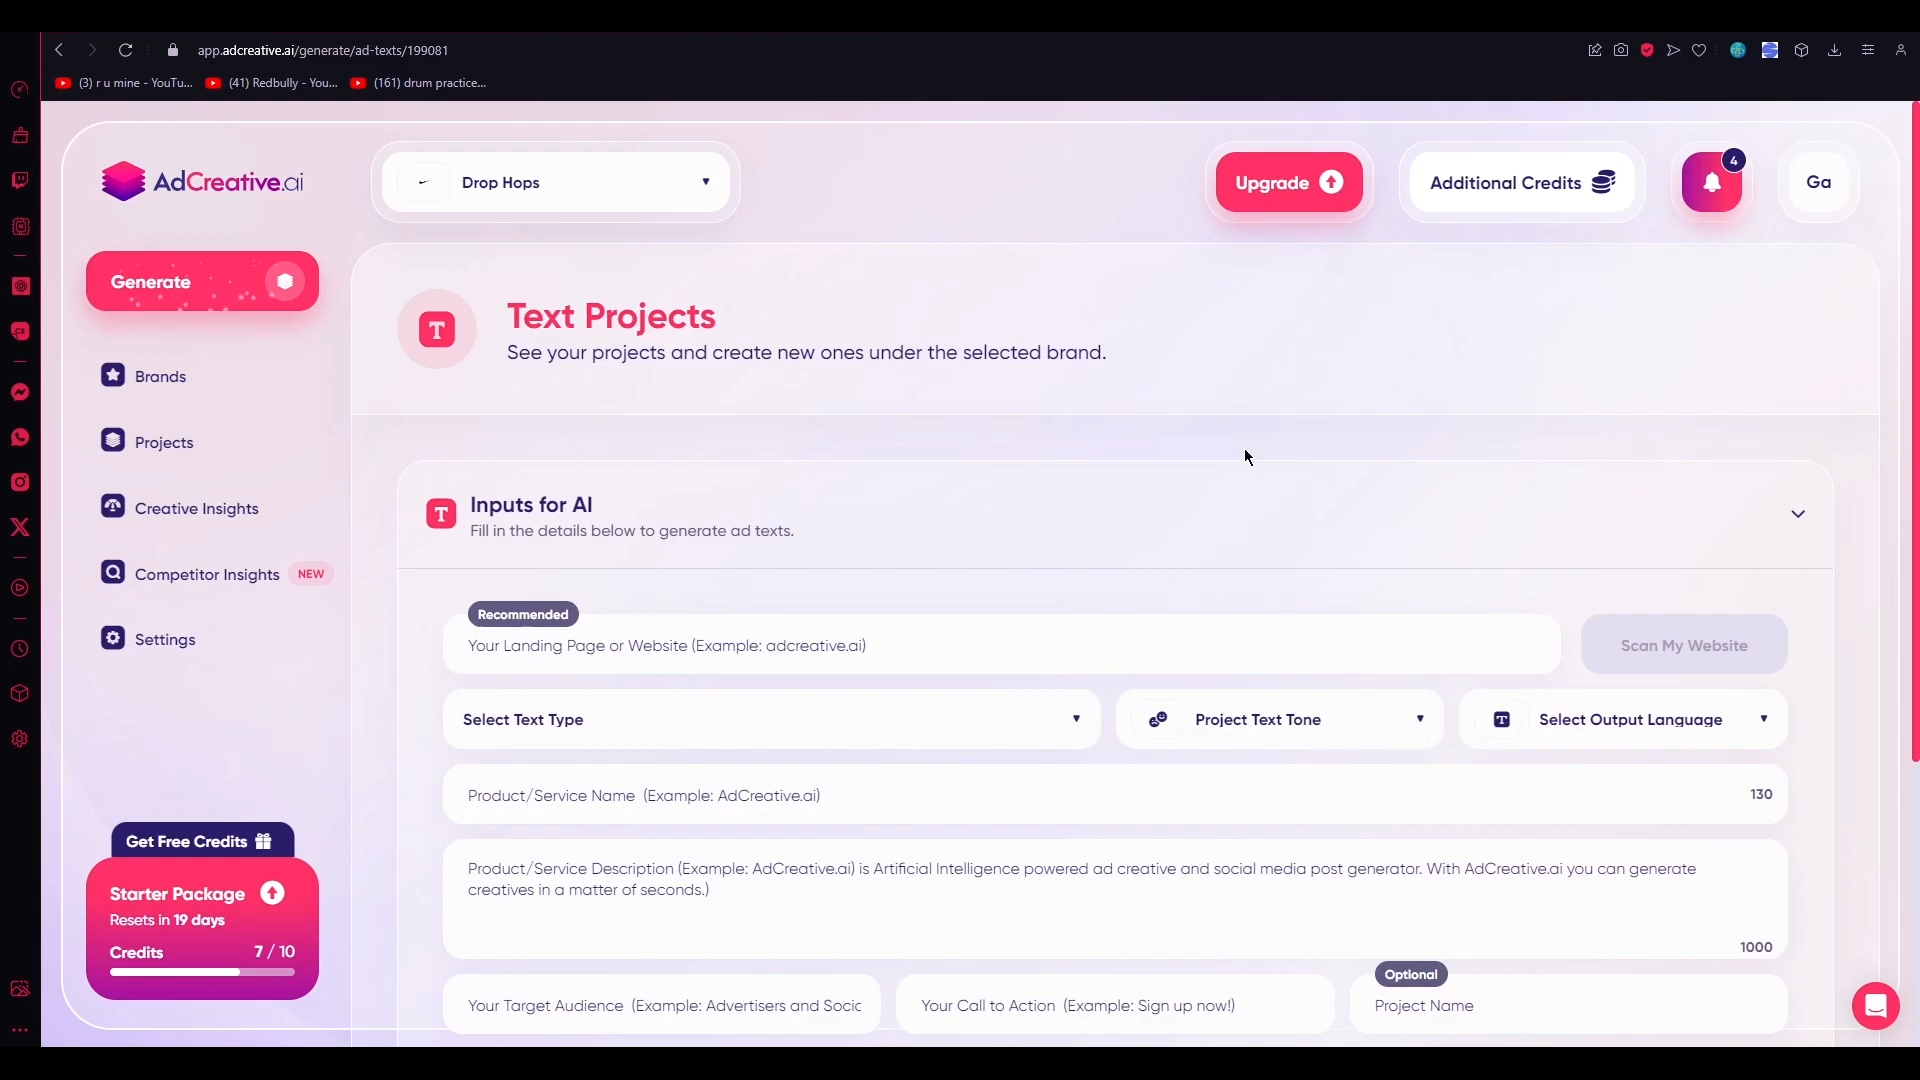 app.adcreative.ai/generate/ad-texts/199081
(3) r u mine - YouTu...
(41) Redbully - You...
(161) drum practice...
AdCreative.ai
Drop Hops
Upgrade
Additional Credits
4
Ga
Generate
Brands
Projects
Creative Insights
Competitor Insights NEW
Settings
Get Free Credits
Starter Package
Resets in 19 days
Credits 7 / 10
T
Text Projects
See your projects and create new ones under the selected brand.
T
Inputs for AI
Fill in the details below to generate ad texts.
Recommended
Your Landing Page or Website (Example: adcreative.ai)
Scan My Website
Select Text Type
Project Text Tone
T
Select Output Language
Product/Service Name (Example: AdCreative.ai)
130
Product/Service Description (Example: AdCreative.ai) is Artificial Intelligence powered ad creative and social media post generator. With AdCreative.ai you can generate
creatives in a matter of seconds.)
1000
Your Target Audience (Example: Advertisers and Socic
Your Call to Action (Example: Sign up now!)
Optional
Project Name